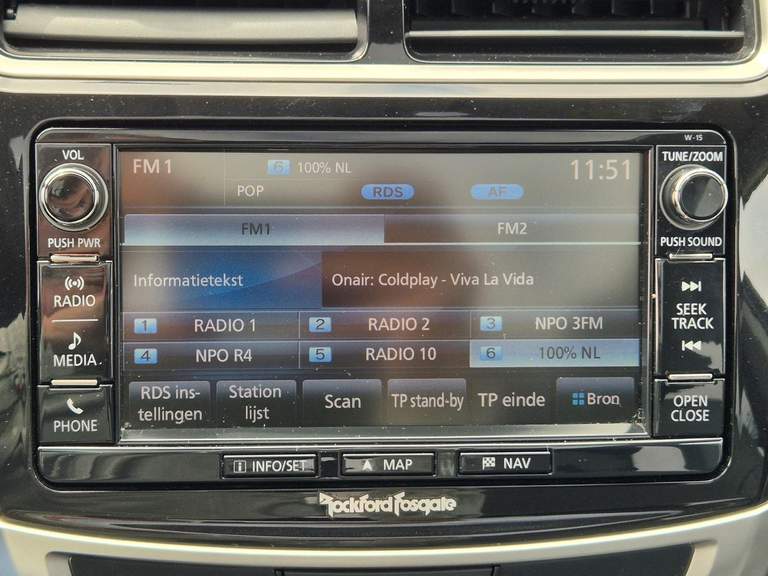 W-15
VOL
PUSH PWR
RADIO
MEDIA
PHONE
FM1 6 100% NL 11:51
POP RDS AF
FM1 FM2
Informatietekst Onair: Coldplay - Viva La Vida
1 RADIO 1 2 RADIO 2 3 NPO 3FM
4 NPO R4 5 RADIO 10 6 100% NL
RDS ins-
tellingen
Station
lijst
Scan
TP stand-by
TP einde
Bron
TUNE/ZOOM
PUSH SOUND
SEEK
TRACK
OPEN
CLOSE
i INFO/SET MAP NAV
Rockford Fosgate